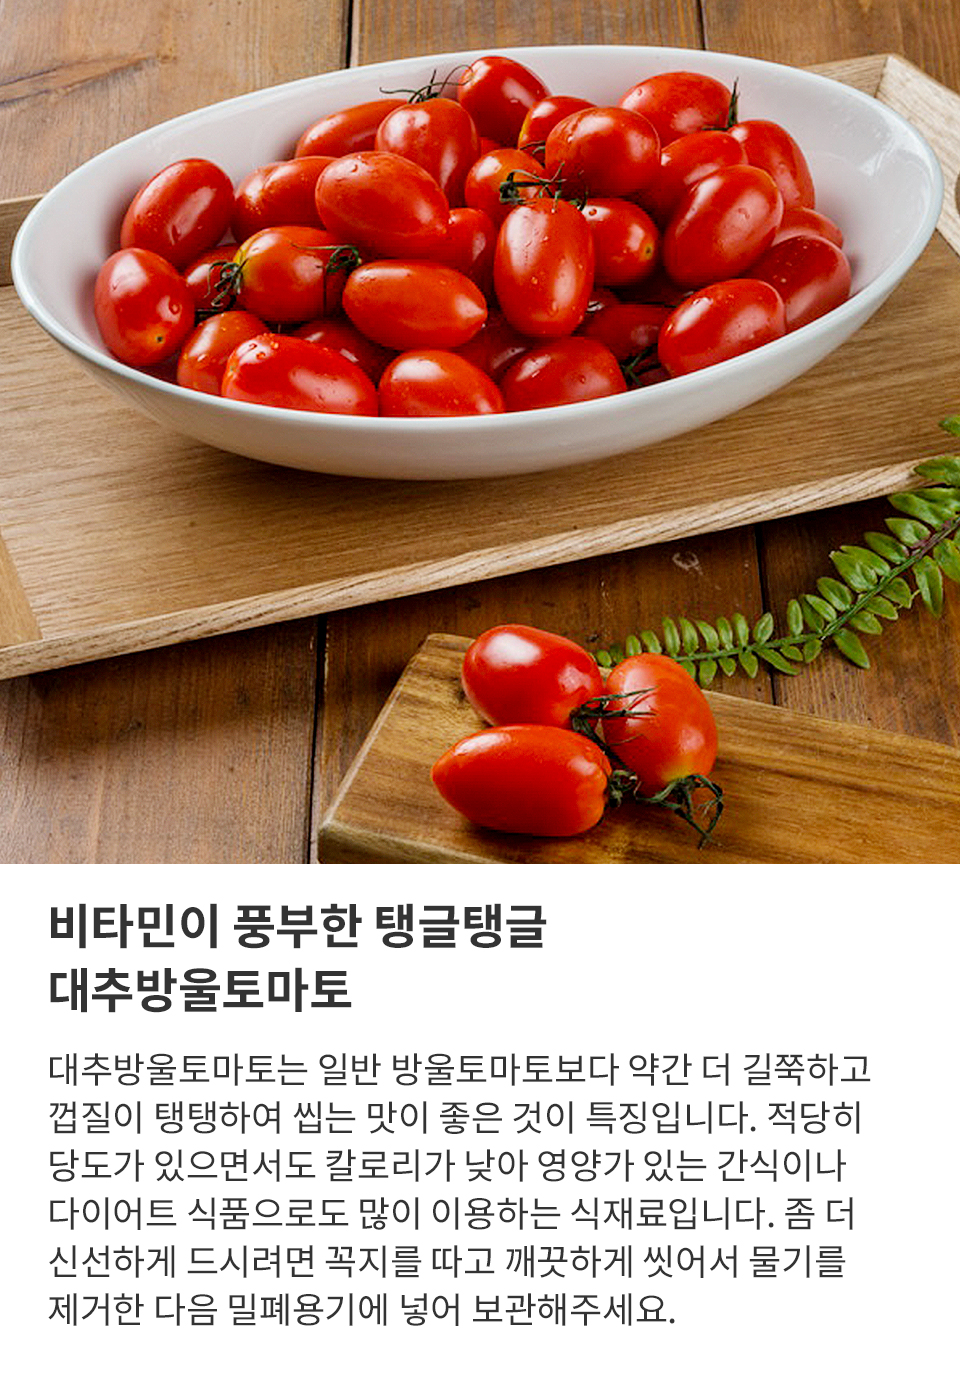 비타민이 풍부한 탱글탱글
대추방울토마토
대추방울토마토는 일반 방울토마토보다 약간 더 길쭉하고
껍질이 탱탱하여 씹는 맛이 좋은 것이 특징입니다. 적당히
당도가 있으면서도 칼로리가 낮아 영양가 있는 간식이나
다이어트 식품으로도 많이 이용하는 식재료입니다. 좀 더
신선하게 드시려면 꼭지를 따고 깨끗하게 씻어서 물기를
제거한 다음 밀폐용기에 넣어 보관해주세요.